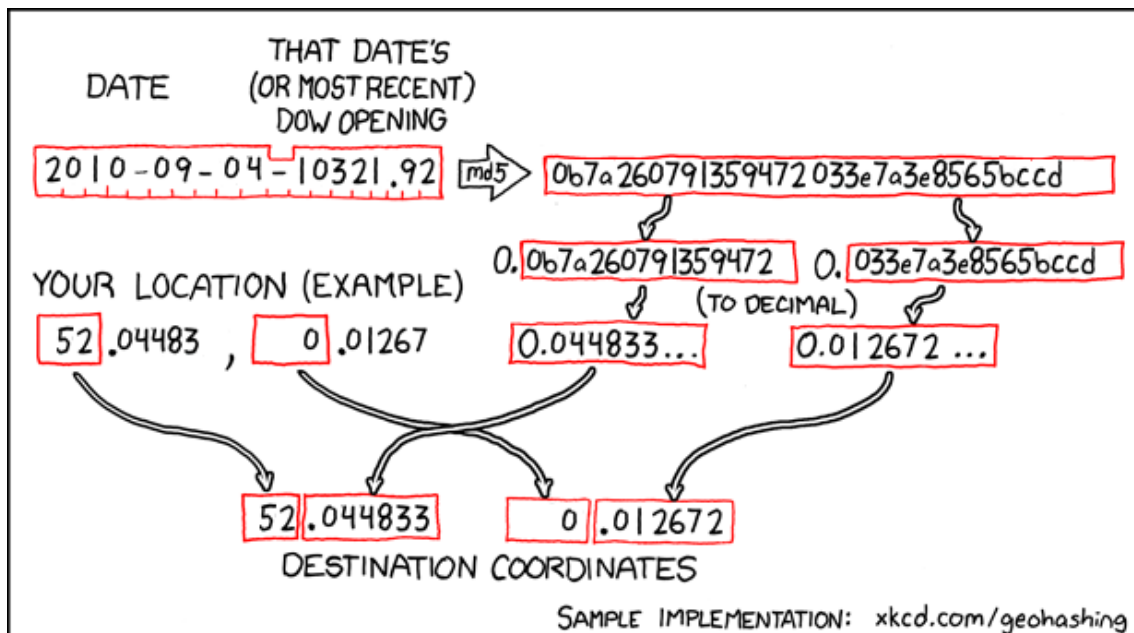 DATE
THAT DATE'S
(OR MOST RECENT)
DOW OPENING
2010-09-04-10321.92
md5
0b7a260791359472033e7a3e8565bccd
0.0b7a260791359472
0.033e7a3e8565bccd
(TO DECIMAL)
YOUR LOCATION (EXAMPLE)
52.04483, 0.01267
0.044833...
0.012672...
52.044833
0.012672
DESTINATION COORDINATES
SAMPLE IMPLEMENTATION: xkcd.com/geohashing